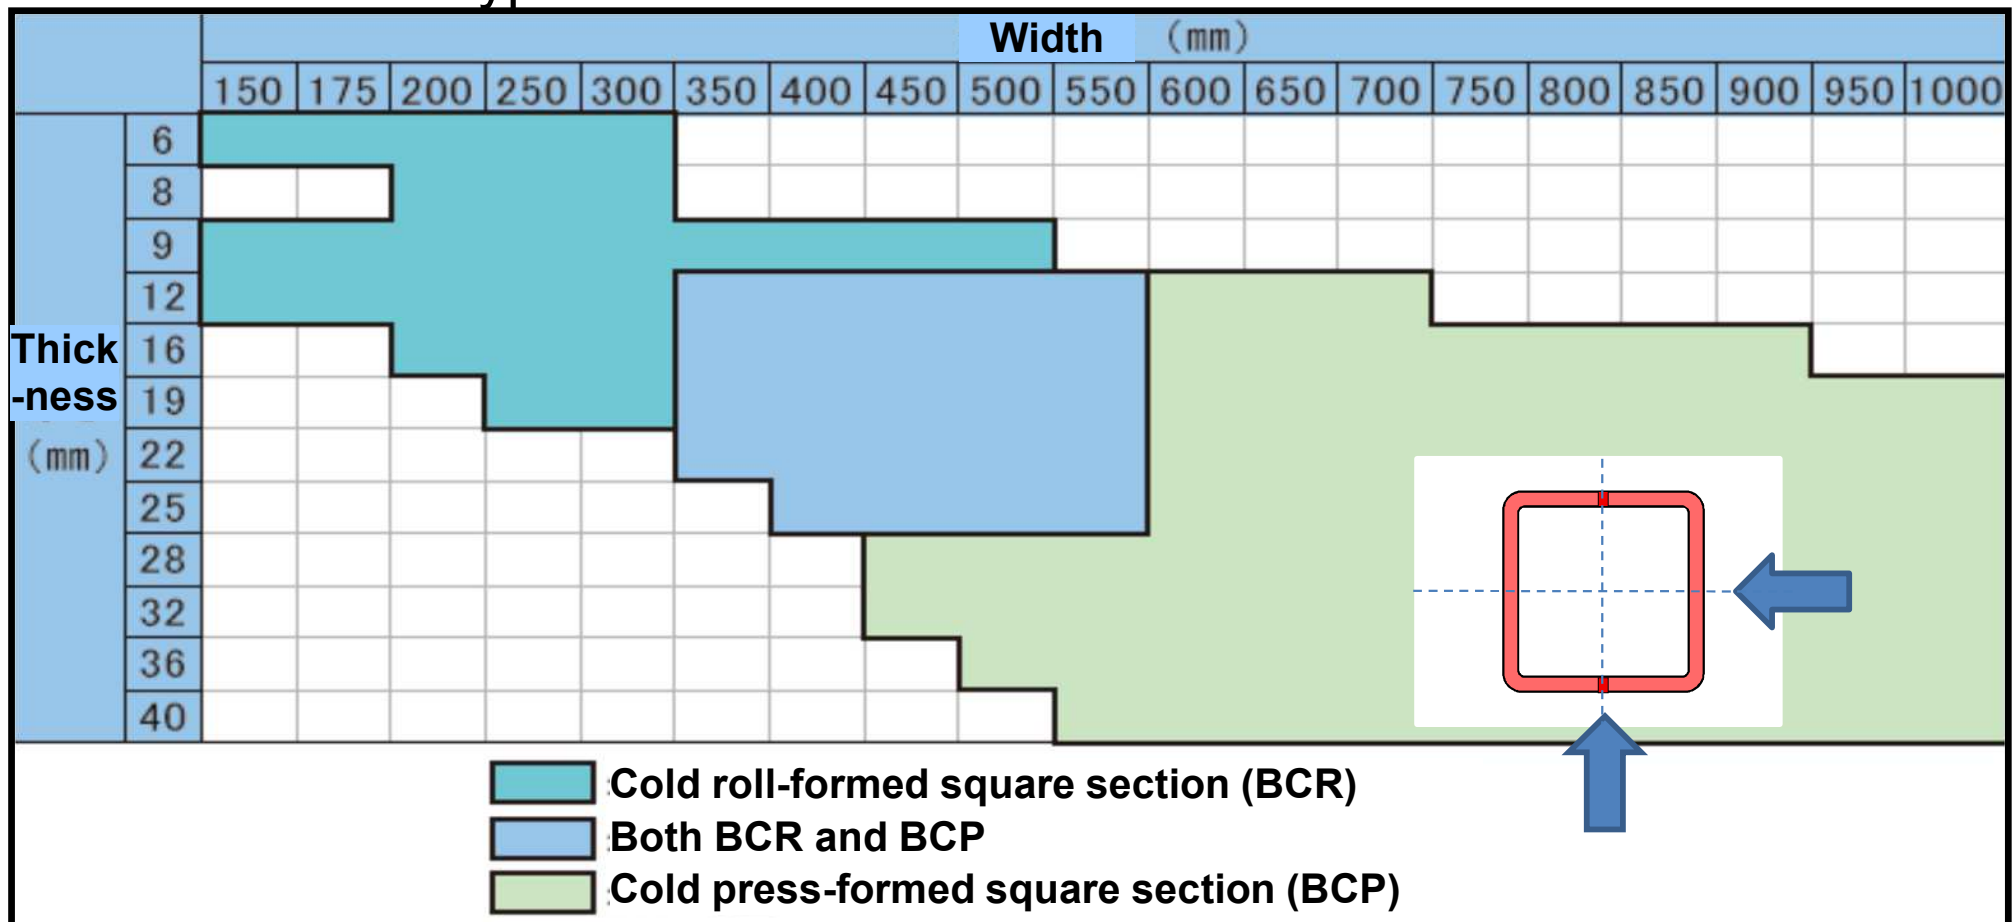 Width （mm）
150 175 200 250 300 350 400 450 500 550 600 650 700 750 800 850 900 950 1000
6
8
9
12
Thick
16
-ness
19
（mm）
22
25
28
32
36
40
:Cold roll-formed square section (BCR)
:Both BCR and BCP
:Cold press-formed square section (BCP)